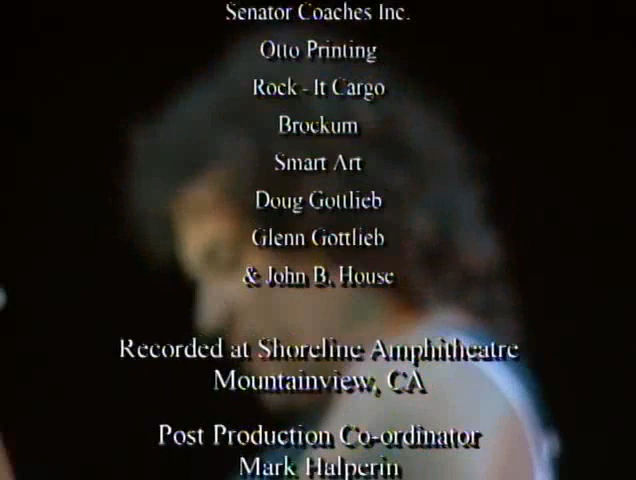 Senator Coaches Inc.
Otto Printing
Rock - It Cargo
Brockum
Smart Art
Doug Gottlieb
Glenn Gottlieb
& John B. House
Recorded at Shoreline Amphitheatre
Mountainview, CA
Post Production Co-ordinator
Mark Halperin